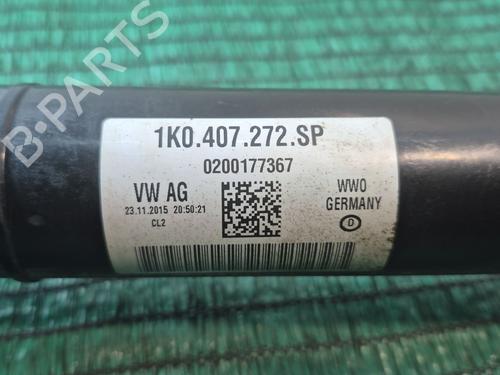 B-PARTS
1K0.407.272.SP
0200177367
VW AG
WWO
GERMANY
23.11.2015 20:50:21
CL2
D